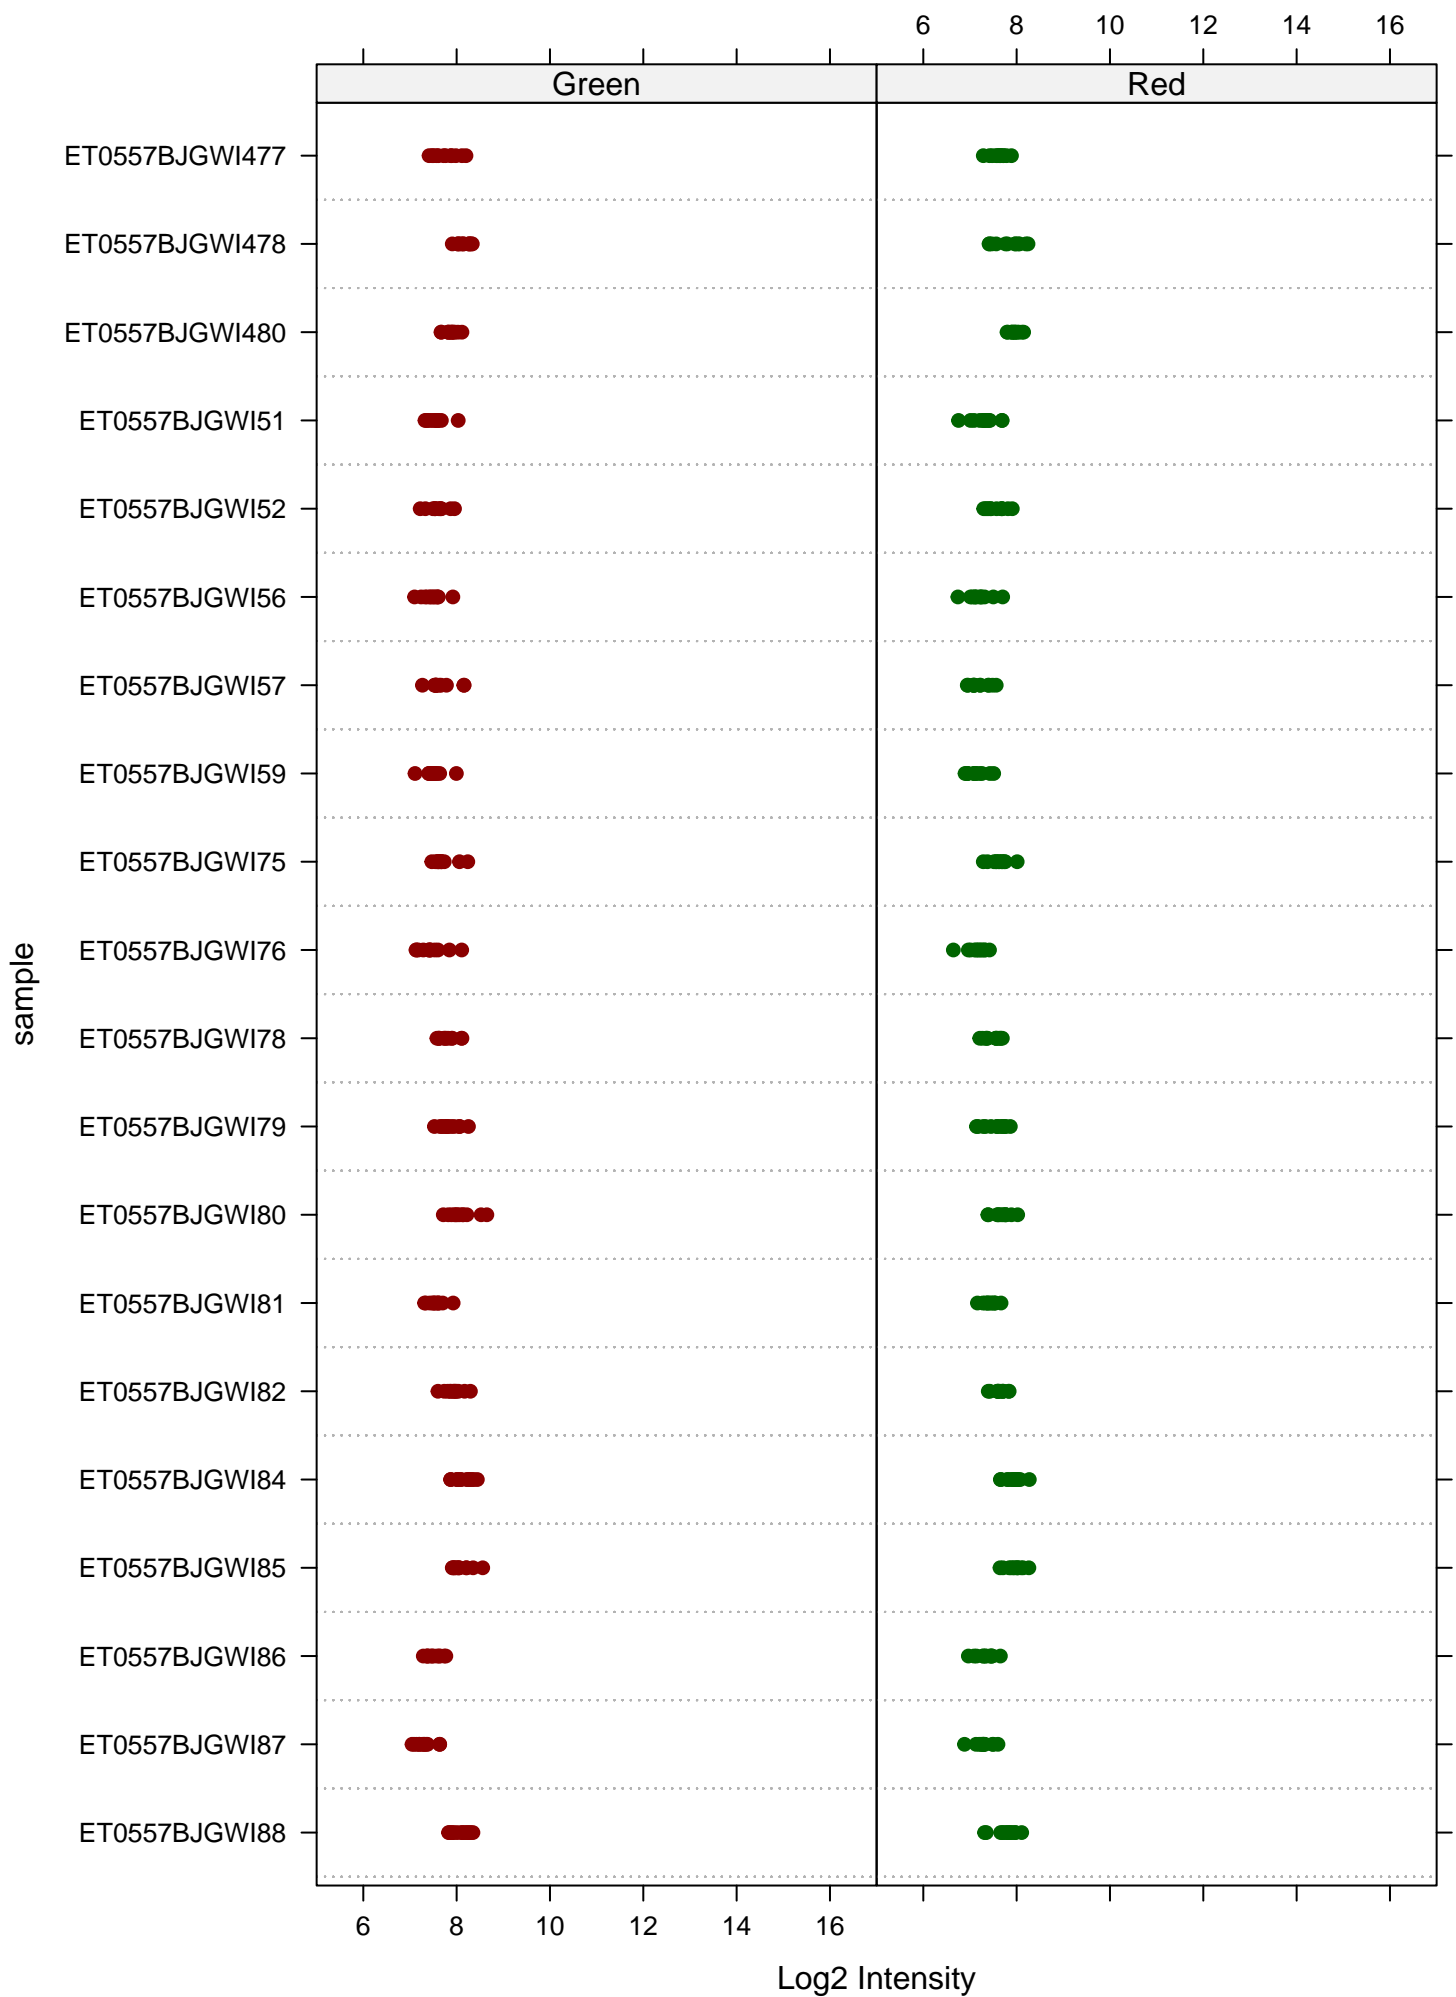 6 8 10 12 14 16
Green Red
ET0557BJGWI477
ET0557BJGWI478
ET0557BJGWI480
ET0557BJGWI51
ET0557BJGWI52
ET0557BJGWI56
ET0557BJGWI57
ET0557BJGWI59
ET0557BJGWI75
ET0557BJGWI76
ET0557BJGWI78
ET0557BJGWI79
ET0557BJGWI80
ET0557BJGWI81
ET0557BJGWI82
ET0557BJGWI84
ET0557BJGWI85
ET0557BJGWI86
ET0557BJGWI87
ET0557BJGWI88
sample
6 8 10 12 14 16
Log2 Intensity